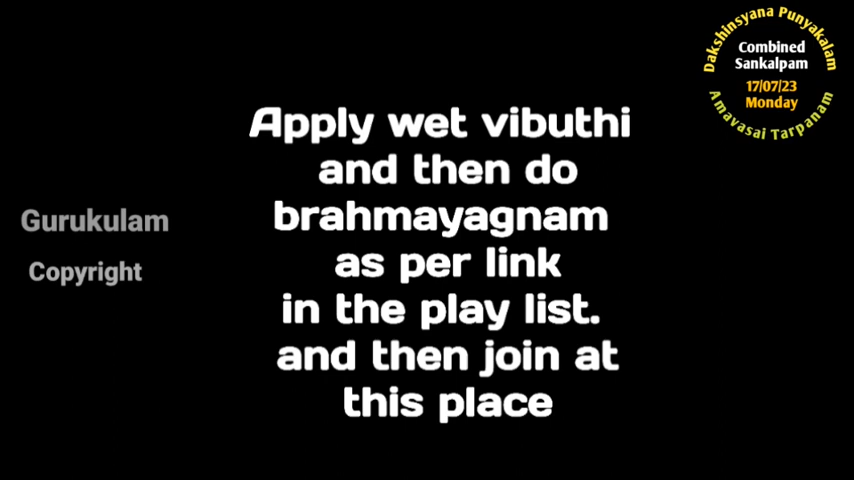 Dakshinsyana Punyakalam
Combined
Sankalpam
17/07/23
Monday
Amavasai Tarpanam
Apply wet vibuthi
and then do
brahmayagnam
as per link
in the play list.
and then join at
this place
Gurukulam
Copyright